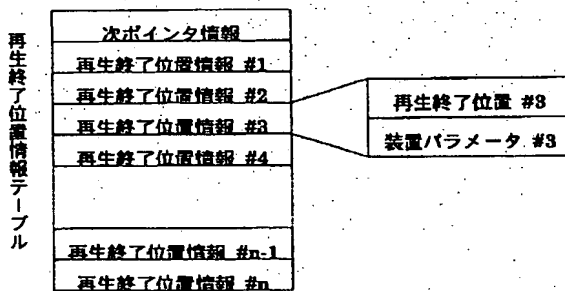 再生終了位置情報テーブル
次ポインタ情報
再生終了位置情報 #1
再生終了位置情報 #2
再生終了位置情報 #3
再生終了位置情報 #4
再生終了位置情報 #n-1
再生終了位置情報 #n
再生終了位置 #3
装置パラメータ #3